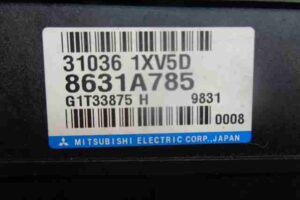 31036 1XV5D
8631A785
G1T33875 H 9831
0008
MITSUBISHI ELECTRIC CORP., JAPAN